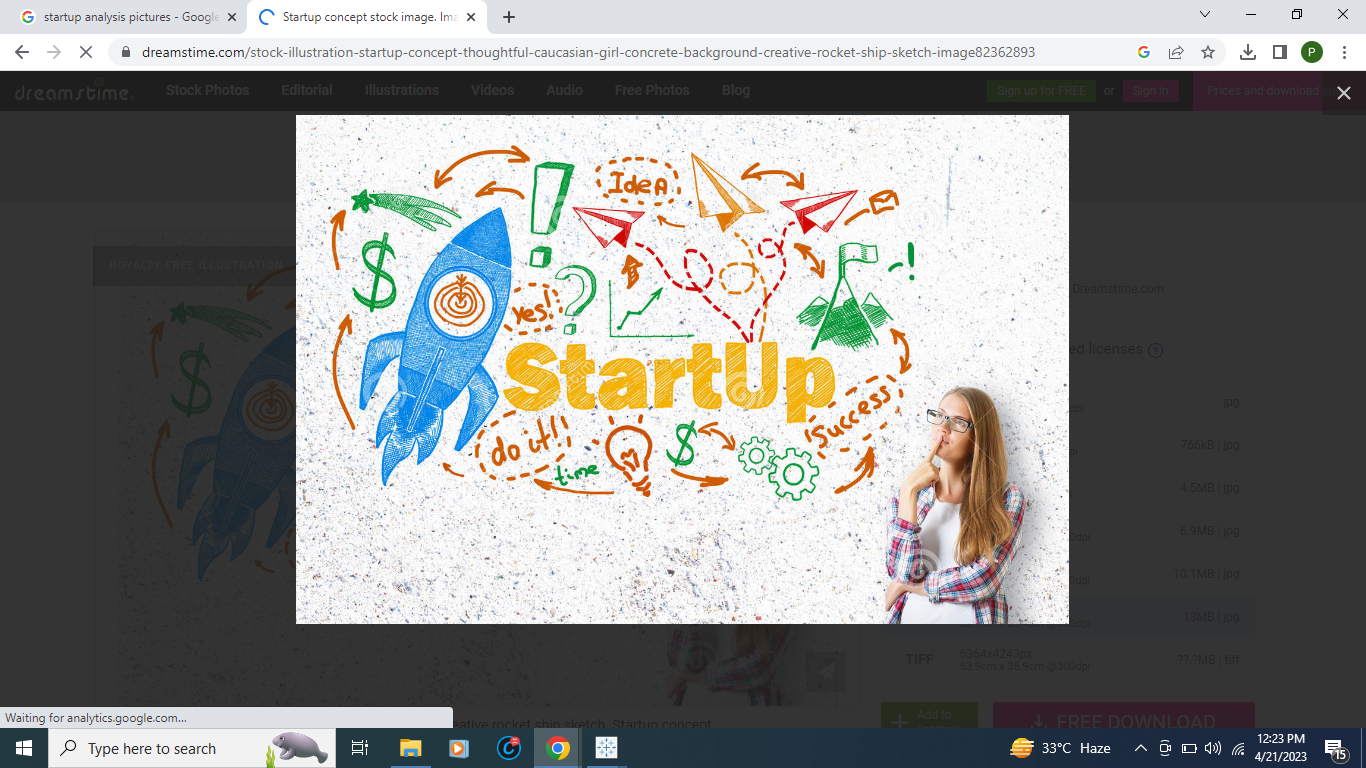 startup analysis pictures - Google
Startup concept stock image. Ima
dreamstime.com/stock-illustration-startup-concept-thoughtful-caucasian-girl-concrete-background-creative-rocket-ship-sketch-image82362893
P
dreamstime.
Stock Photos
Editorial
Illustrations
Videos
Audio
Free Photos
Blog
Sign up for FREE
or
Sign in
Prices and download
ROYALTY-FREE ILLUSTRATION
Idea
yes!
StartUp
do it!!
time
Success
Dreamstime.com
ed licenses
jpg
766kB | jpg
4.5MB | jpg
6.9MB | jpg
10.1MB | jpg
13MB | jpg
TIFF
6364x4243px
53.9cm x 35.9cm @300dpi
??.?MB | tiff
Add to
FREE DOWNLOAD
eative rocket ship sketch. Startup concept
Waiting for analytics.google.com...
Type here to search
33°C Haze
12:23 PM
4/21/2023
15